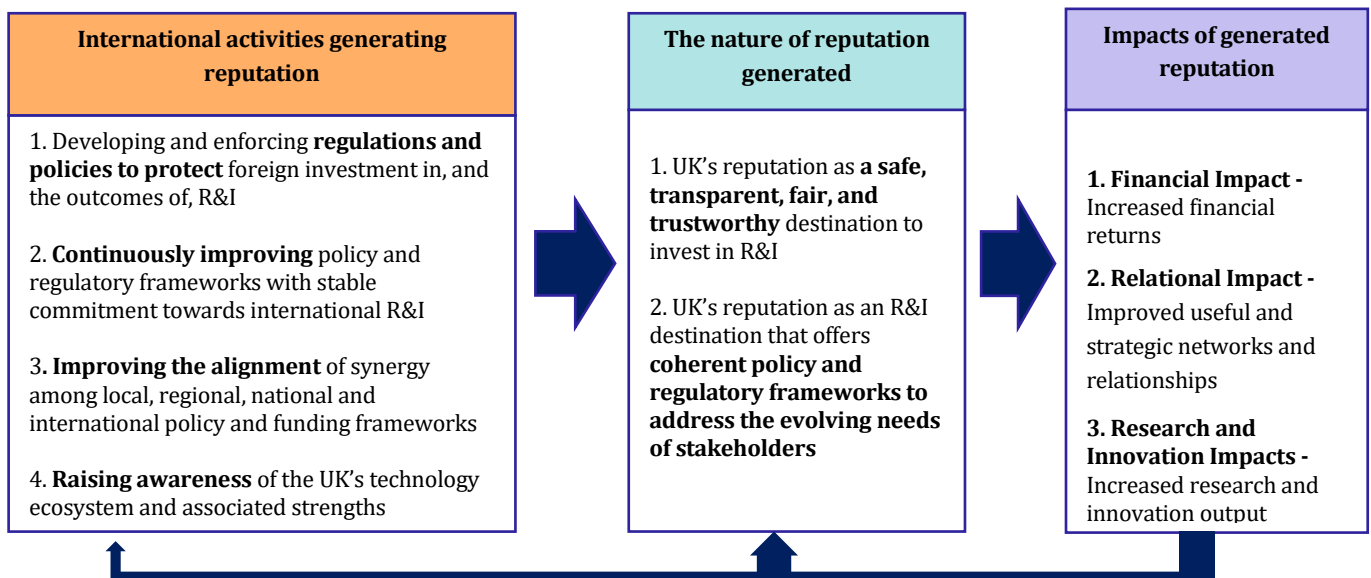 International activities generating
reputation
1. Developing and enforcing regulations and
policies to protect foreign investment in, and
the outcomes of, R&I
2. Continuously improving policy and
regulatory frameworks with stable
commitment towards international R&I
3. Improving the alignment of synergy
among local, regional, national and
international policy and funding frameworks
4. Raising awareness of the UK’s technology
ecosystem and associated strengths
The nature of reputation
generated
1. UK’s reputation as a safe,
transparent, fair, and
trustworthy destination to
invest in R&I
2. UK’s reputation as an R&I
destination that offers
coherent policy and
regulatory frameworks to
address the evolving needs
of stakeholders
Impacts of generated
reputation
1. Financial Impact -
Increased financial
returns
2. Relational Impact -
Improved useful and
strategic networks and
relationships
3. Research and
Innovation Impacts -
Increased research and
innovation output